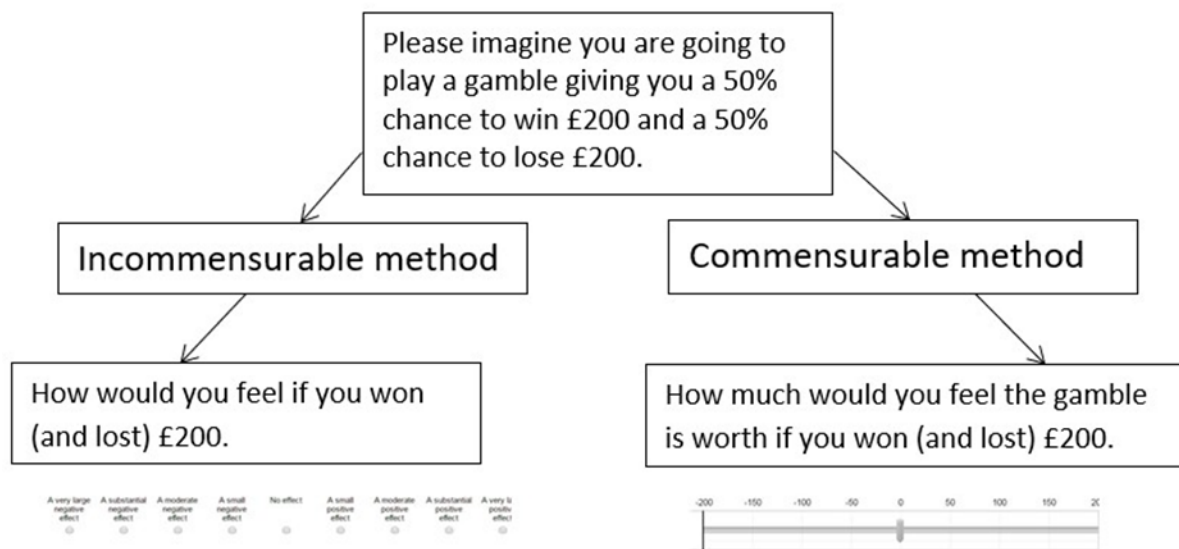 Please imagine you are going to
play a gamble giving you a 50%
chance to win £200 and a 50%
chance to lose £200.
Incommensurable method
Commensurable method
How would you feel if you won
(and lost) £200.
How much would you feel the gamble
is worth if you won (and lost) £200.
A very large negative effect
A substantial negative effect
A moderate negative effect
A small negative effect
No effect
A small positive effect
A moderate positive effect
A substantial positive effect
A very
-200 -150 -100 -50 0 50 100 150